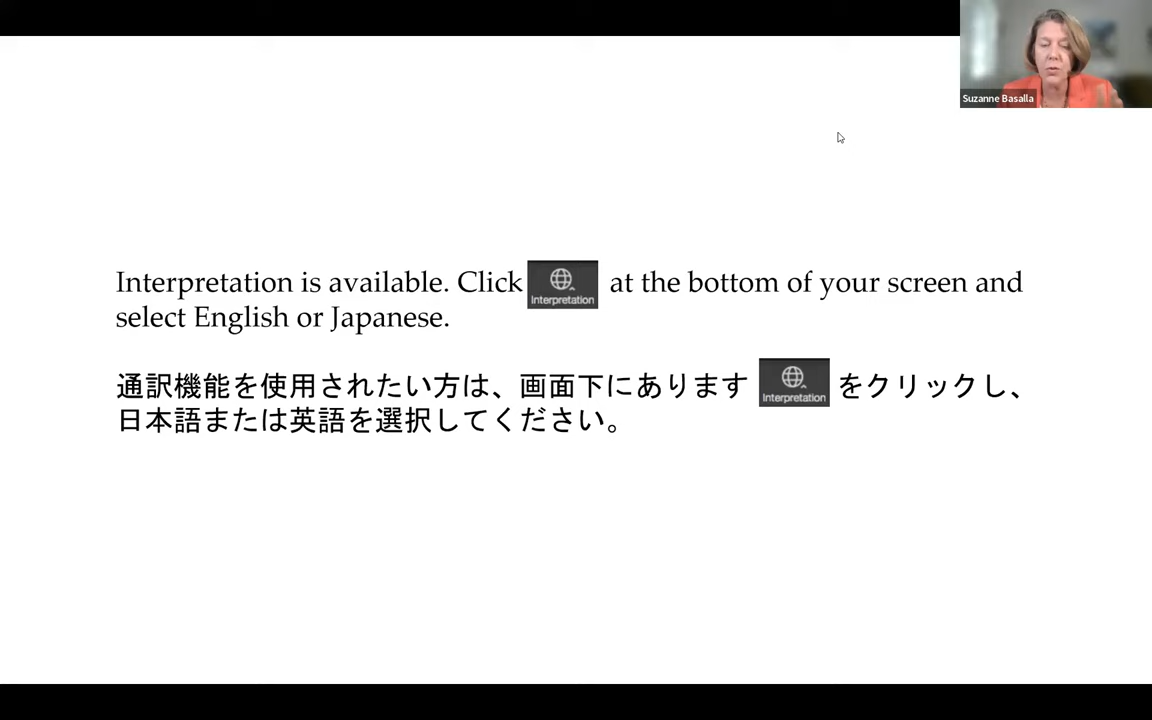 Suzanne Basalla
Interpretation is available. Click Interpretation at the bottom of your screen and
select English or Japanese.
通訳機能を使用されたい方は、画面下にあります Interpretation をクリックし、
日本語または英語を選択してください。